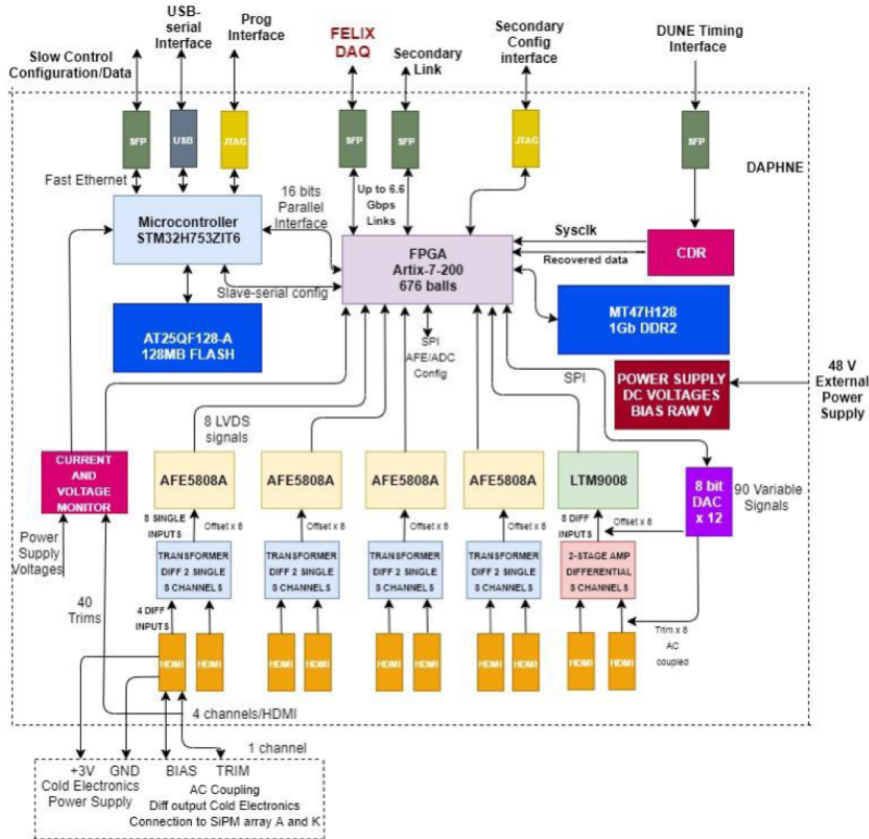 USB-
serial
Interface
Prog
Interface
Slow Control
Configuration/Data
FELIX
DAQ
Secondary
Link
Secondary
Config
interface
DUNE Timing
Interface
SFP
USB
JTAG
SFP
SFP
JTAG
SFP
DAPHNE
Fast Ethernet
16 bits
Parallel
Interface
Up to 6.6
Gbps
Links
Microcontroller
STM32H753ZIT6
FPGA
Artix-7-200
676 balls
Sysclk
Recovered data
CDR
Slave-serial config
AT25QF128-A
128MB FLASH
MT47H128
1Gb DDR2
SPI
AFE/ADC
Config
SPI
POWER SUPPLY
DC VOLTAGES
BIAS RAW V
48 V
External
Power
Supply
8 LVDS
signals
CURRENT
AND
VOLTAGE
MONITOR
AFE5808A
AFE5808A
AFE5808A
AFE5808A
LTM9008
8 bit
DAC
x 12
90 Variable
Signals
8 SINGLE
INPUTS
Offset x 8
Offset x 8
Offset x 8
Offset x 8
8 DIFF
INPUTS
Offset x 8
Power
Supply
Voltages
TRANSFORMER
DIFF 2 SINGLE
8 CHANNELS
TRANSFORMER
DIFF 2 SINGLE
8 CHANNELS
TRANSFORMER
DIFF 2 SINGLE
8 CHANNELS
TRANSFORMER
DIFF 2 SINGLE
8 CHANNELS
2-STAGE AMP
DIFFERENTIAL
8 CHANNELS
40
Trims
4 DIFF
INPUTS
Trim x 8
AC
coupled
HDMI
HDMI
HDMI
HDMI
HDMI
HDMI
HDMI
HDMI
HDMI
HDMI
4 channels/HDMI
1 channel
+3V
GND
BIAS
TRIM
Cold Electronics
Power Supply
AC Coupling
Diff output Cold Electronics
Connection to SiPM array A and K